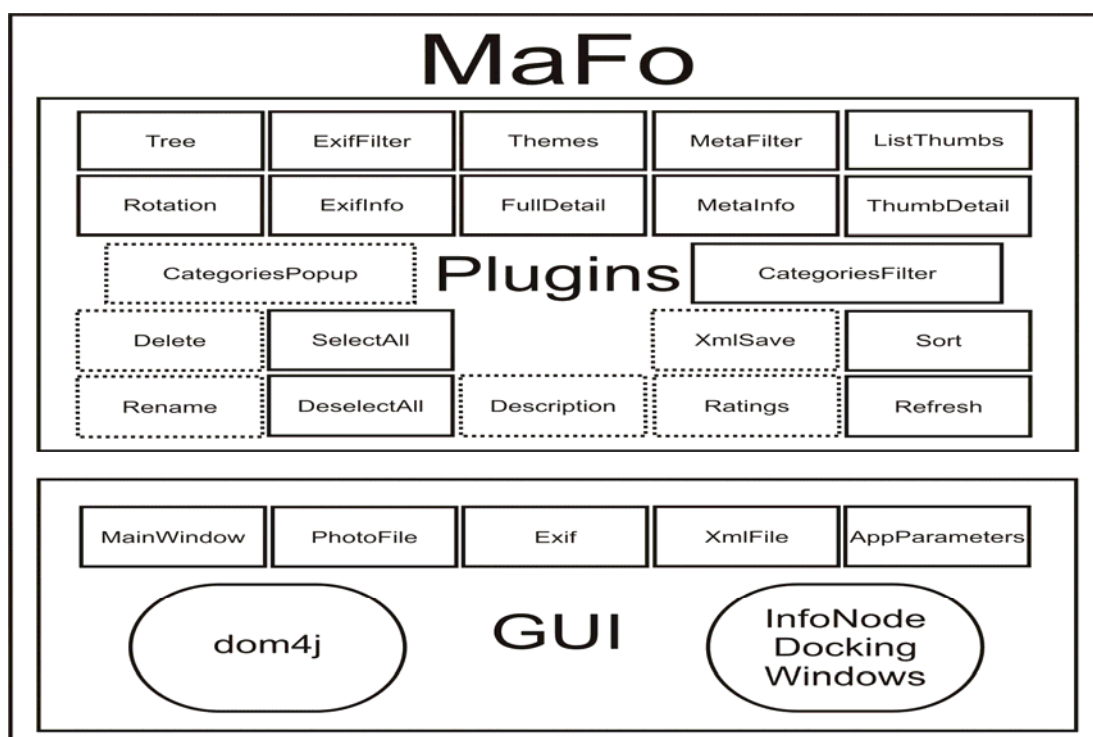 MaFo
Tree ExifFilter Themes MetaFilter ListThumbs
Rotation ExifInfo FullDetail MetaInfo ThumbDetail
CategoriesPopup Plugins CategoriesFilter
Delete SelectAll XmlSave Sort
Rename DeselectAll Description Ratings Refresh
MainWindow PhotoFile Exif XmlFile AppParameters
dom4j GUI InfoNode
Docking
Windows